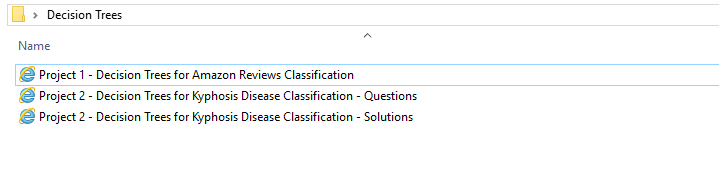 Decision Trees
Name
Project 1 - Decision Trees for Amazon Reviews Classification
Project 2 - Decision Trees for Kyphosis Disease Classification - Questions
Project 2 - Decision Trees for Kyphosis Disease Classification - Solutions